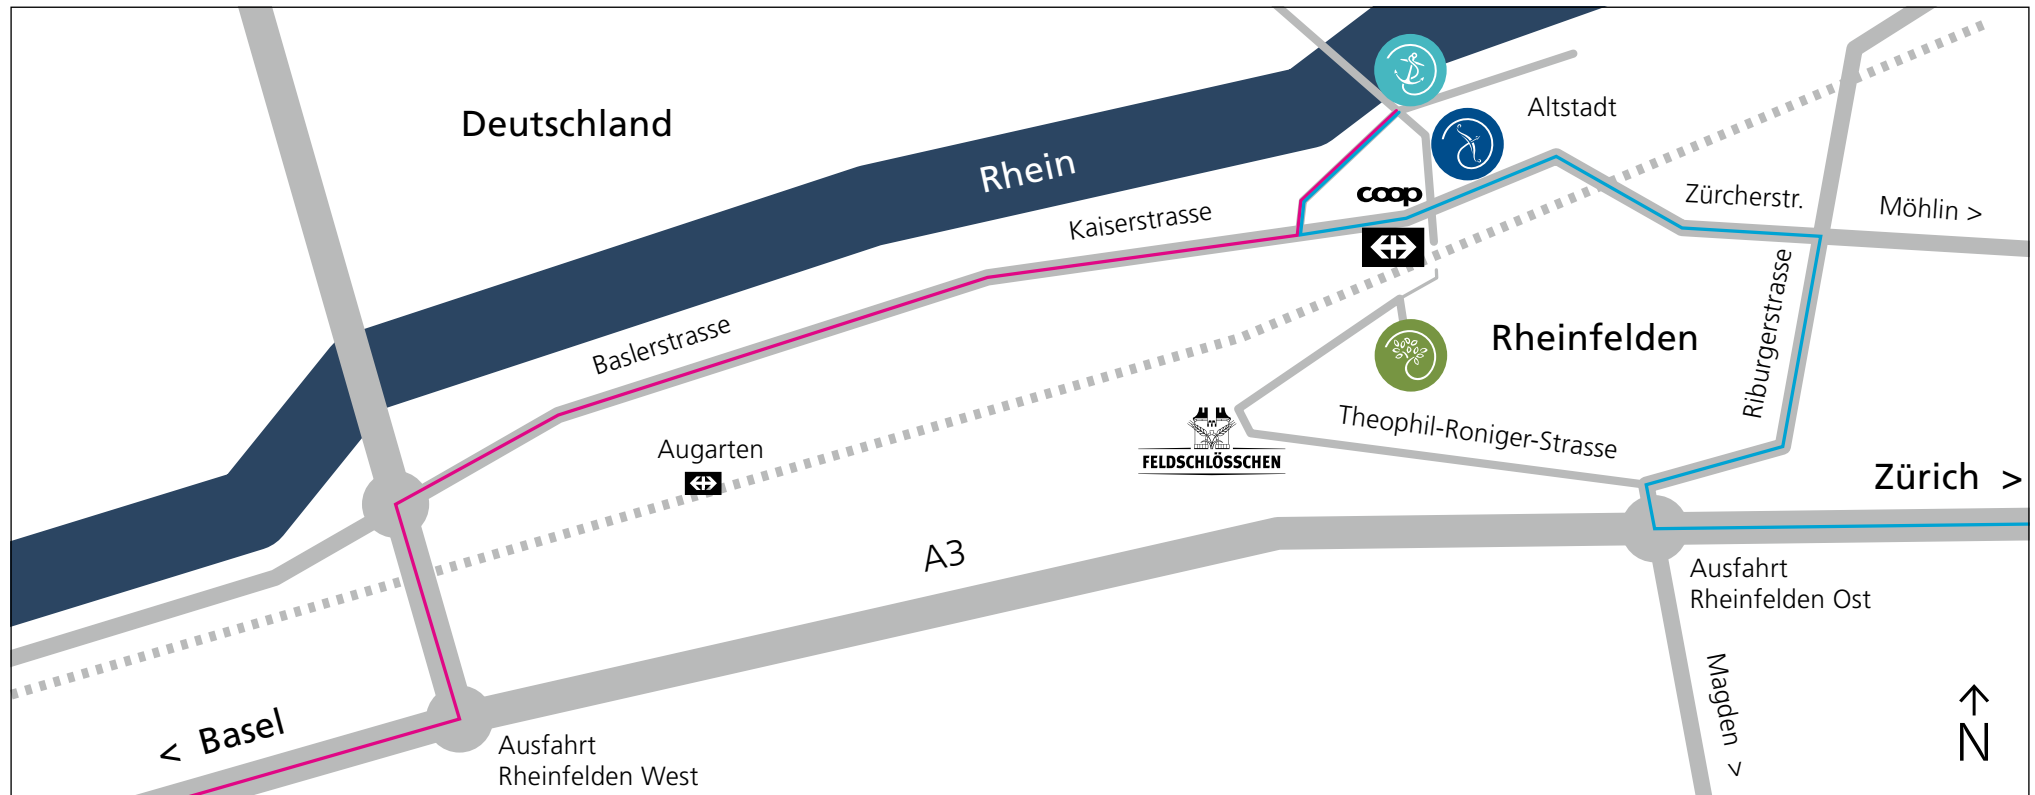 Deutschland
Rhein
Altstadt
coop
Kaiserstrasse
Zürcherstr.
Möhlin >
Baslerstrasse
Rheinfelden
Riburgerstrasse
Augarten
Theophil-Roniger-Strasse
FELDSCHLÖSSCHEN
Zürich >
A3
Ausfahrt
Rheinfelden Ost
Magden >
< Basel
Ausfahrt
Rheinfelden West
N